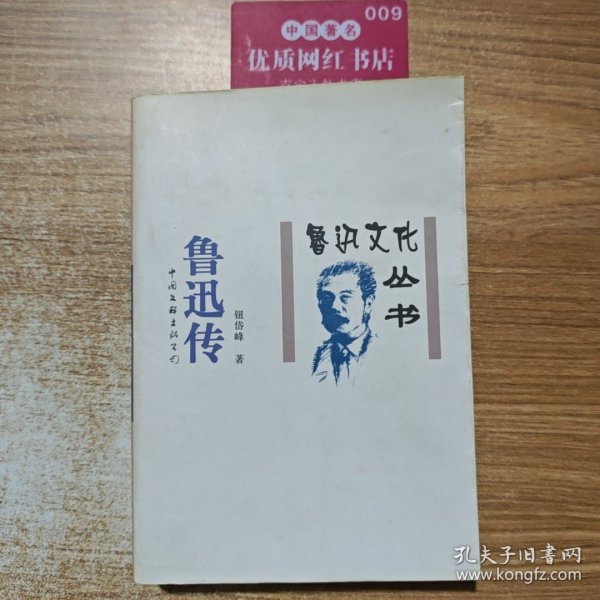 009
中国著名
优质网红书店
鲁迅文化
丛书
鲁迅传
钮岱峰 著
中国文联出版公司
孔夫子旧书网
www.kongfz.com